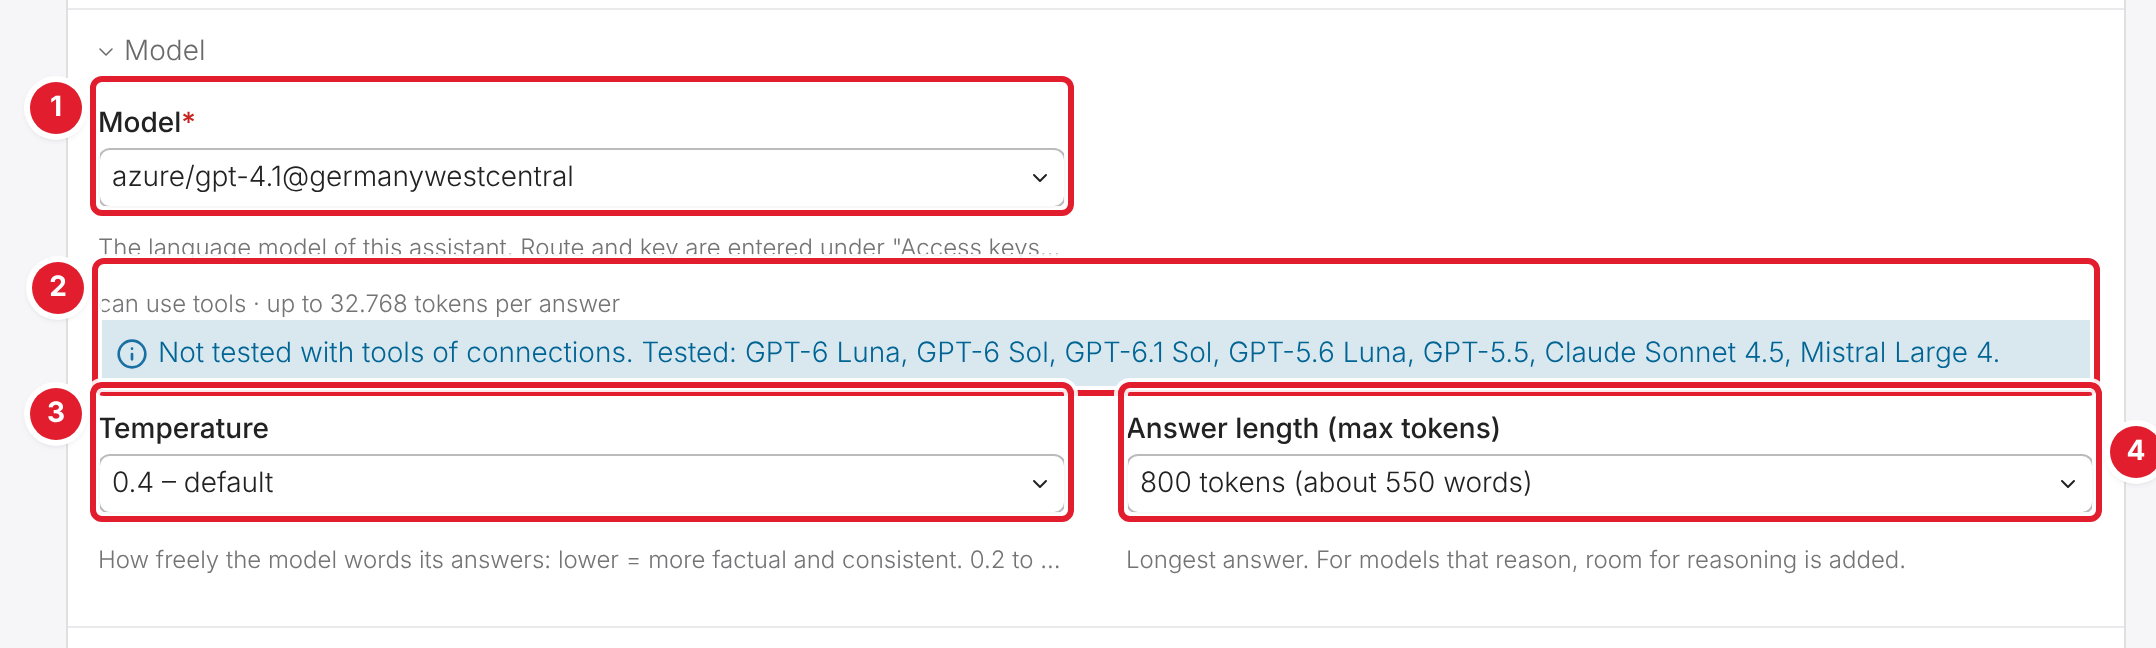 Model
1
Model*
azure/gpt-4.1@germanywestcentral
The language model of this assistant. Route and key are entered under "Access keys...
2
can use tools · up to 32.768 tokens per answer
Not tested with tools of connections. Tested: GPT-6 Luna, GPT-6 Sol, GPT-6.1 Sol, GPT-5.6 Luna, GPT-5.5, Claude Sonnet 4.5, Mistral Large 4.
3
Temperature
0.4 – default
How freely the model words its answers: lower = more factual and consistent. 0.2 to ...
Answer length (max tokens)
4
800 tokens (about 550 words)
Longest answer. For models that reason, room for reasoning is added.